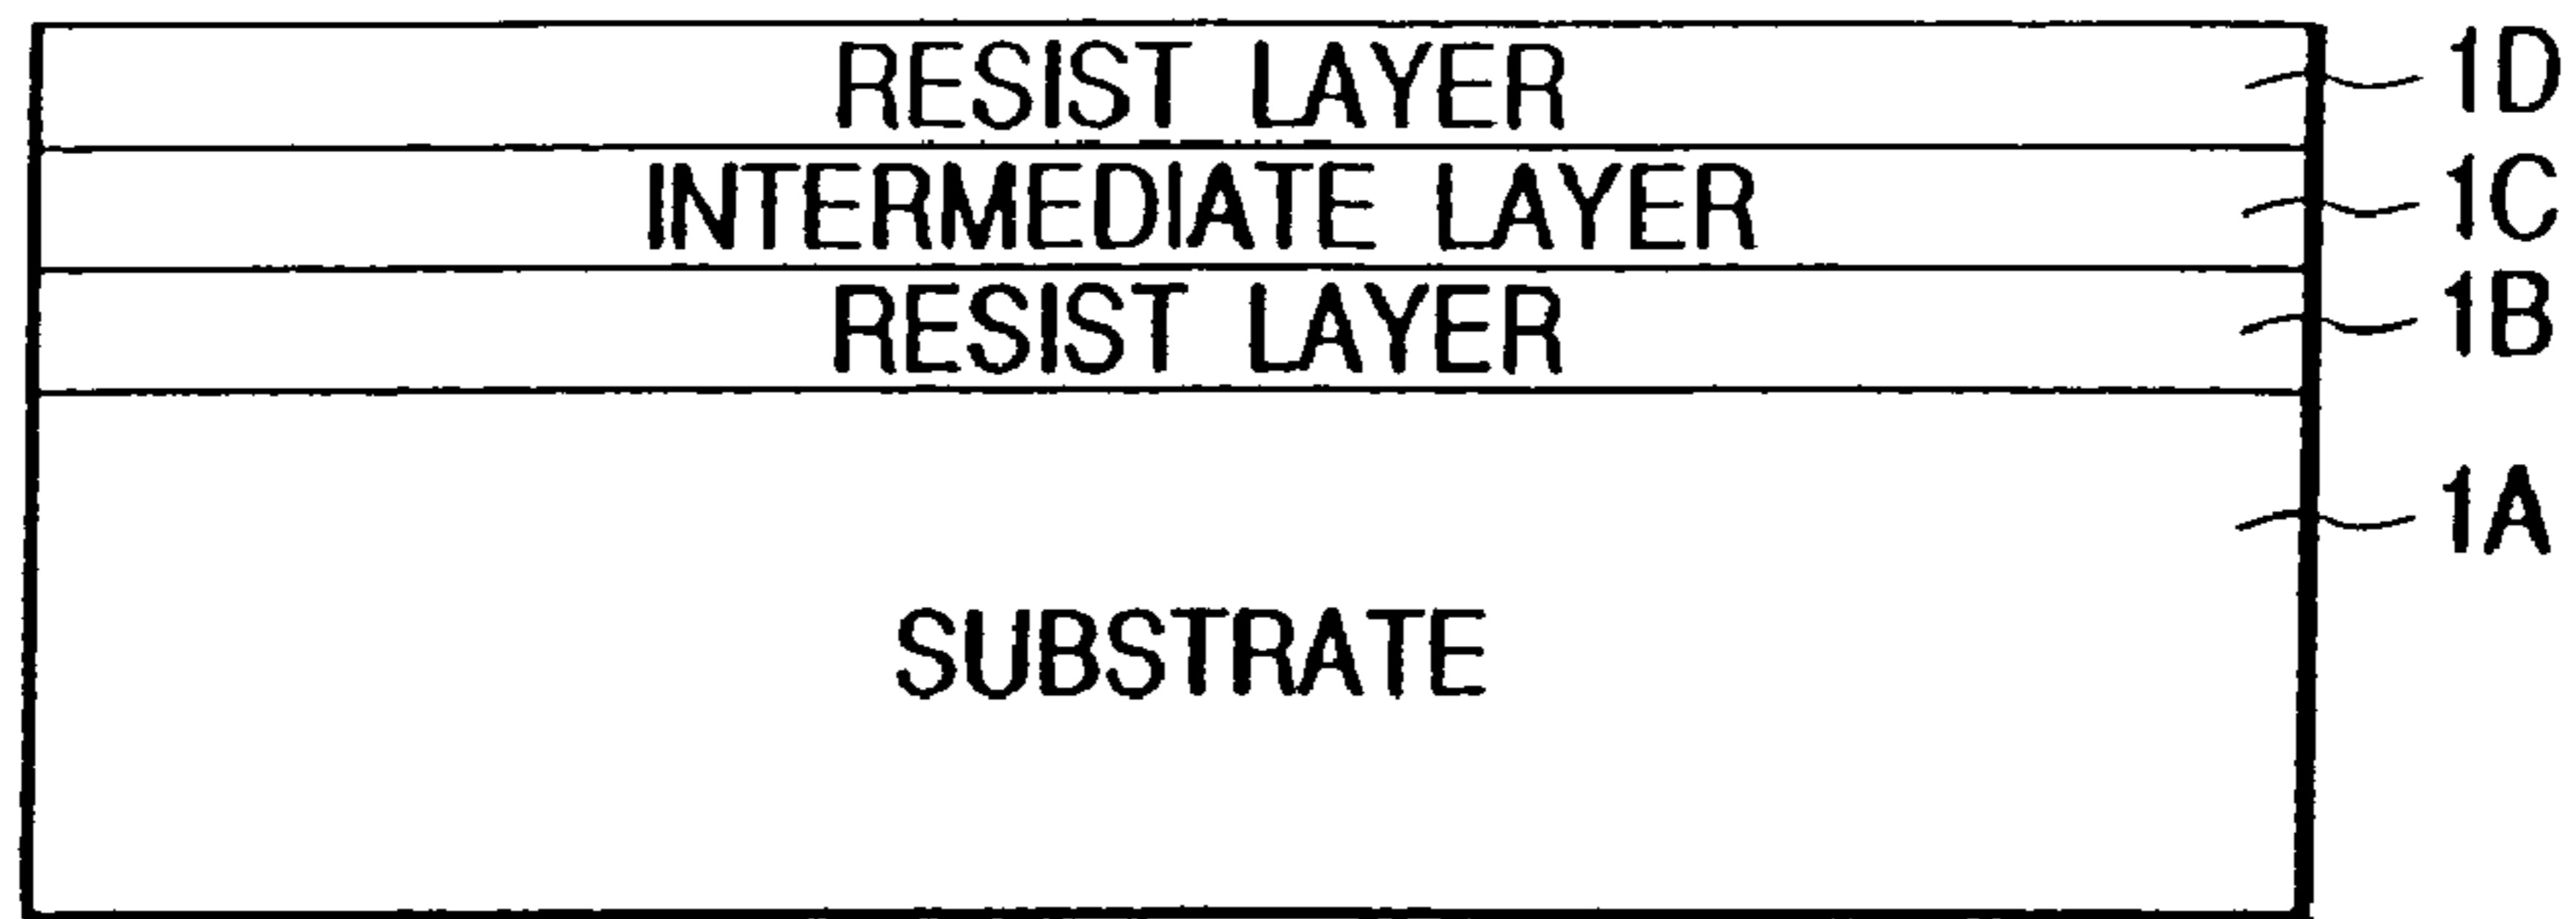 RESIST LAYER 1D
INTERMEDIATE LAYER 1C
RESIST LAYER 1B
1A
SUBSTRATE